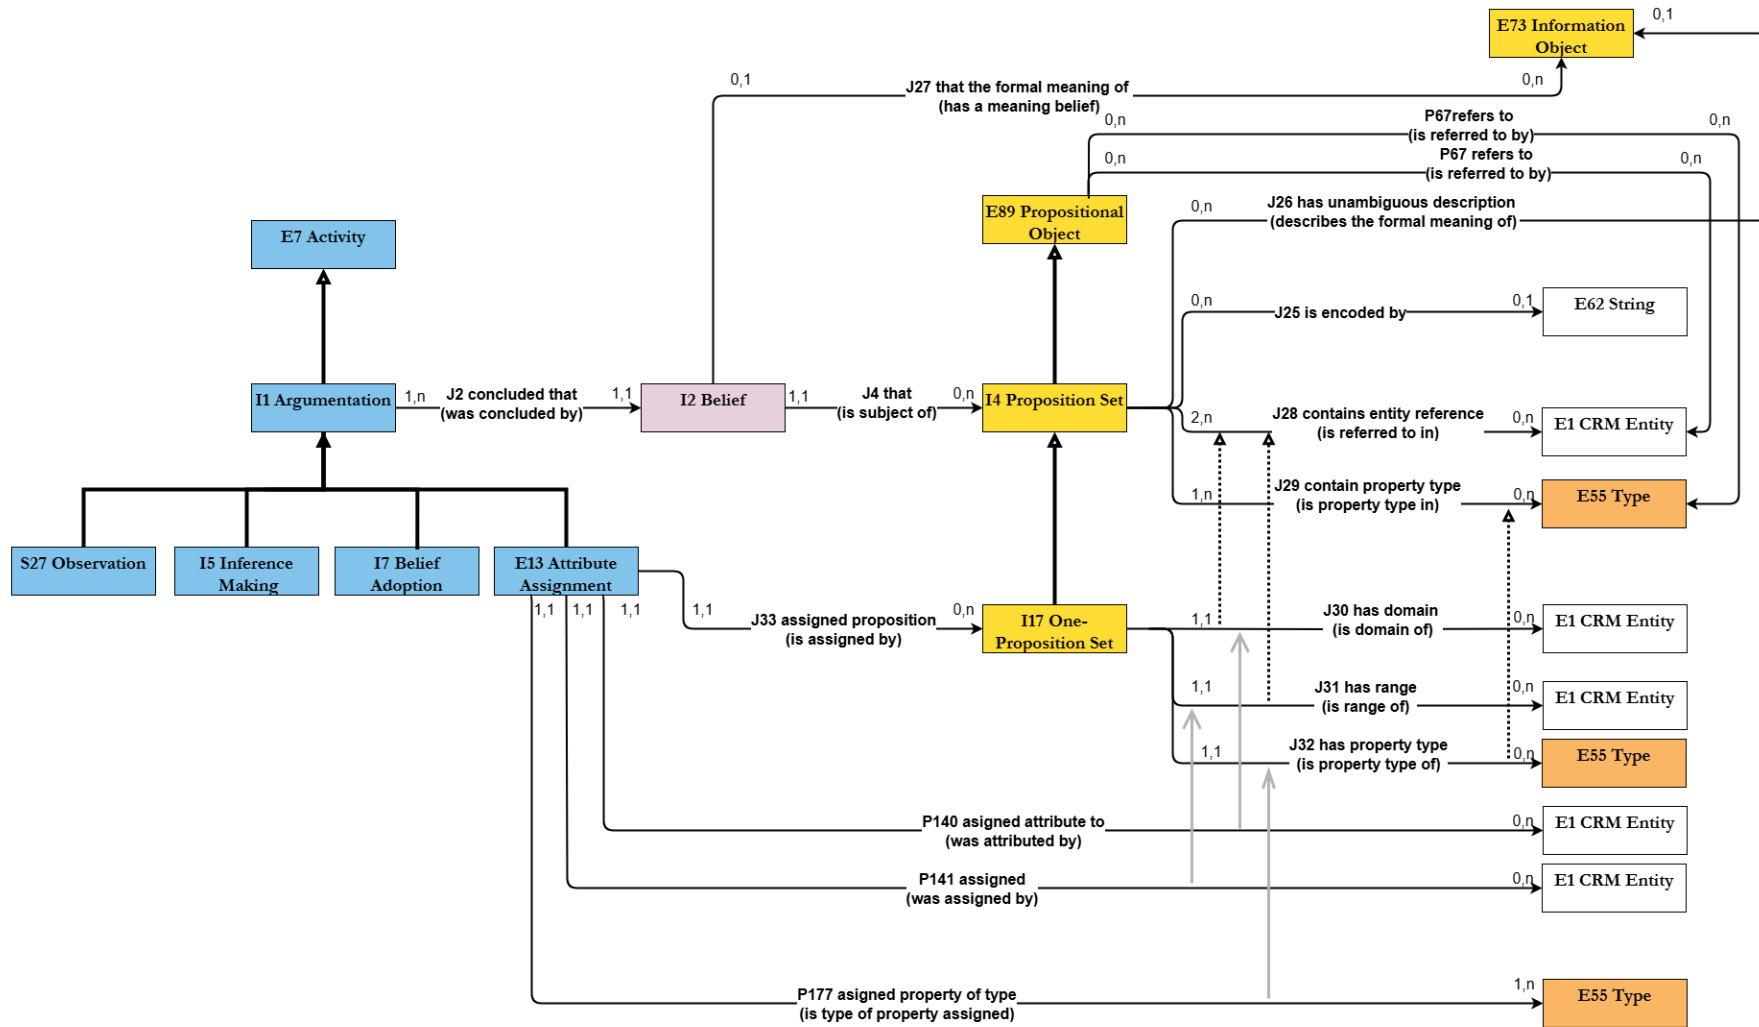 E73 Information
Object
0,1
0,1
J27 that the formal meaning of
(has a meaning belief)
0,n
0,n
P67refers to
(is referred to by)
0,n
0,n
P67 refers to
(is referred to by)
0,n
E89 Propositional
Object
0,n
J26 has unambiguous description
(describes the formal meaning of)
E7 Activity
0,n
J25 is encoded by
0,1
E62 String
I1 Argumentation
1,n
J2 concluded that
(was concluded by)
1,1
I2 Belief
1,1
J4 that
(is subject of)
0,n
I4 Proposition Set
2,n
J28 contains entity reference
(is referred to in)
0,n
E1 CRM Entity
1,n
J29 contain property type
(is property type in)
0,n
E55 Type
S27 Observation
I5 Inference
Making
I7 Belief
Adoption
E13 Attribute
Assignment
1,1
1,1
1,1
1,1
J33 assigned proposition
(is assigned by)
0,n
I17 One-
Proposition Set
1,1
J30 has domain
(is domain of)
0,n
E1 CRM Entity
1,1
J31 has range
(is range of)
0,n
E1 CRM Entity
1,1
J32 has property type
(is property type of)
0,n
E55 Type
P140 asigned attribute to
(was attributed by)
0,n
E1 CRM Entity
P141 assigned
(was assigned by)
0,n
E1 CRM Entity
P177 asigned property of type
(is type of property assigned)
1,n
E55 Type